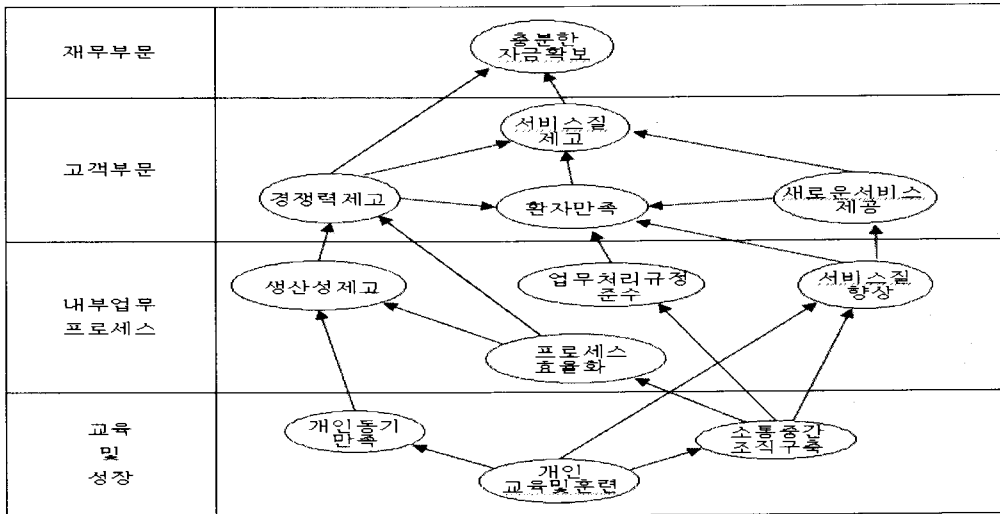 재무부문
충분한
자금확보
고객부문
서비스질
제고
경쟁력제고
환자만족
새로운서비스
제공
내부업무
프로세스
생산성제고
업무처리규정
준수
서비스질
향상
프로세스
효율화
교육
및
성장
개인동기
만족
소통중간
조직구축
개인
교육및훈련